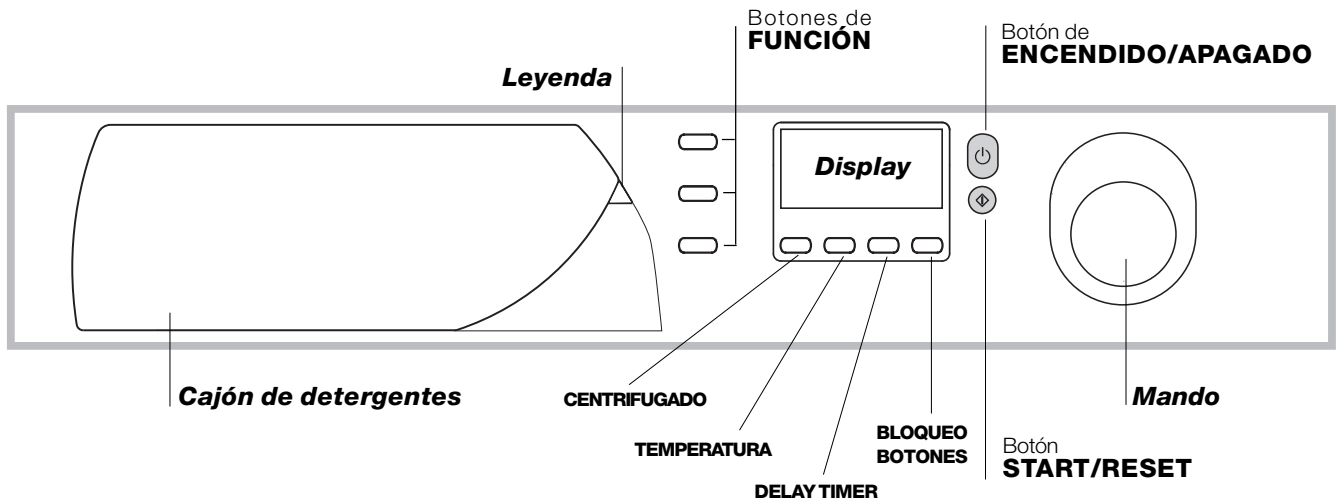 Botones de
FUNCIÓN
Botón de
ENCENDIDO/APAGADO
Leyenda
Display
Cajón de detergentes
CENTRIFUGADO
TEMPERATURA
DELAY TIMER
BLOQUEO
BOTONES
Botón
START/RESET
Mando